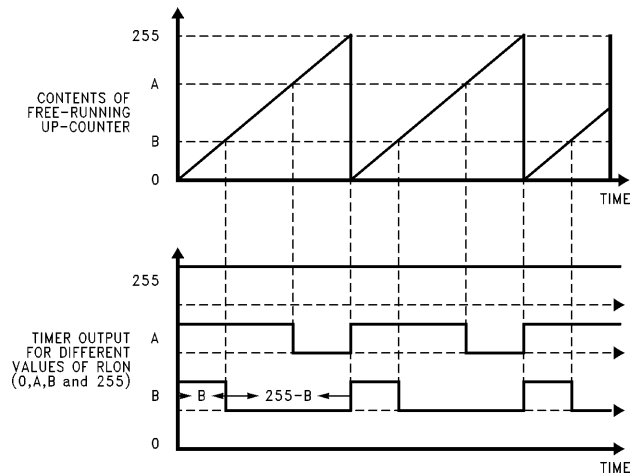 255
A
CONTENTS OF
FREE-RUNNING
UP-COUNTER
B
0
TIME
255
TIMER OUTPUT
FOR DIFFERENT
VALUES OF RLON
(0,A,B and 255)
A
B
B
255-B
0
TIME